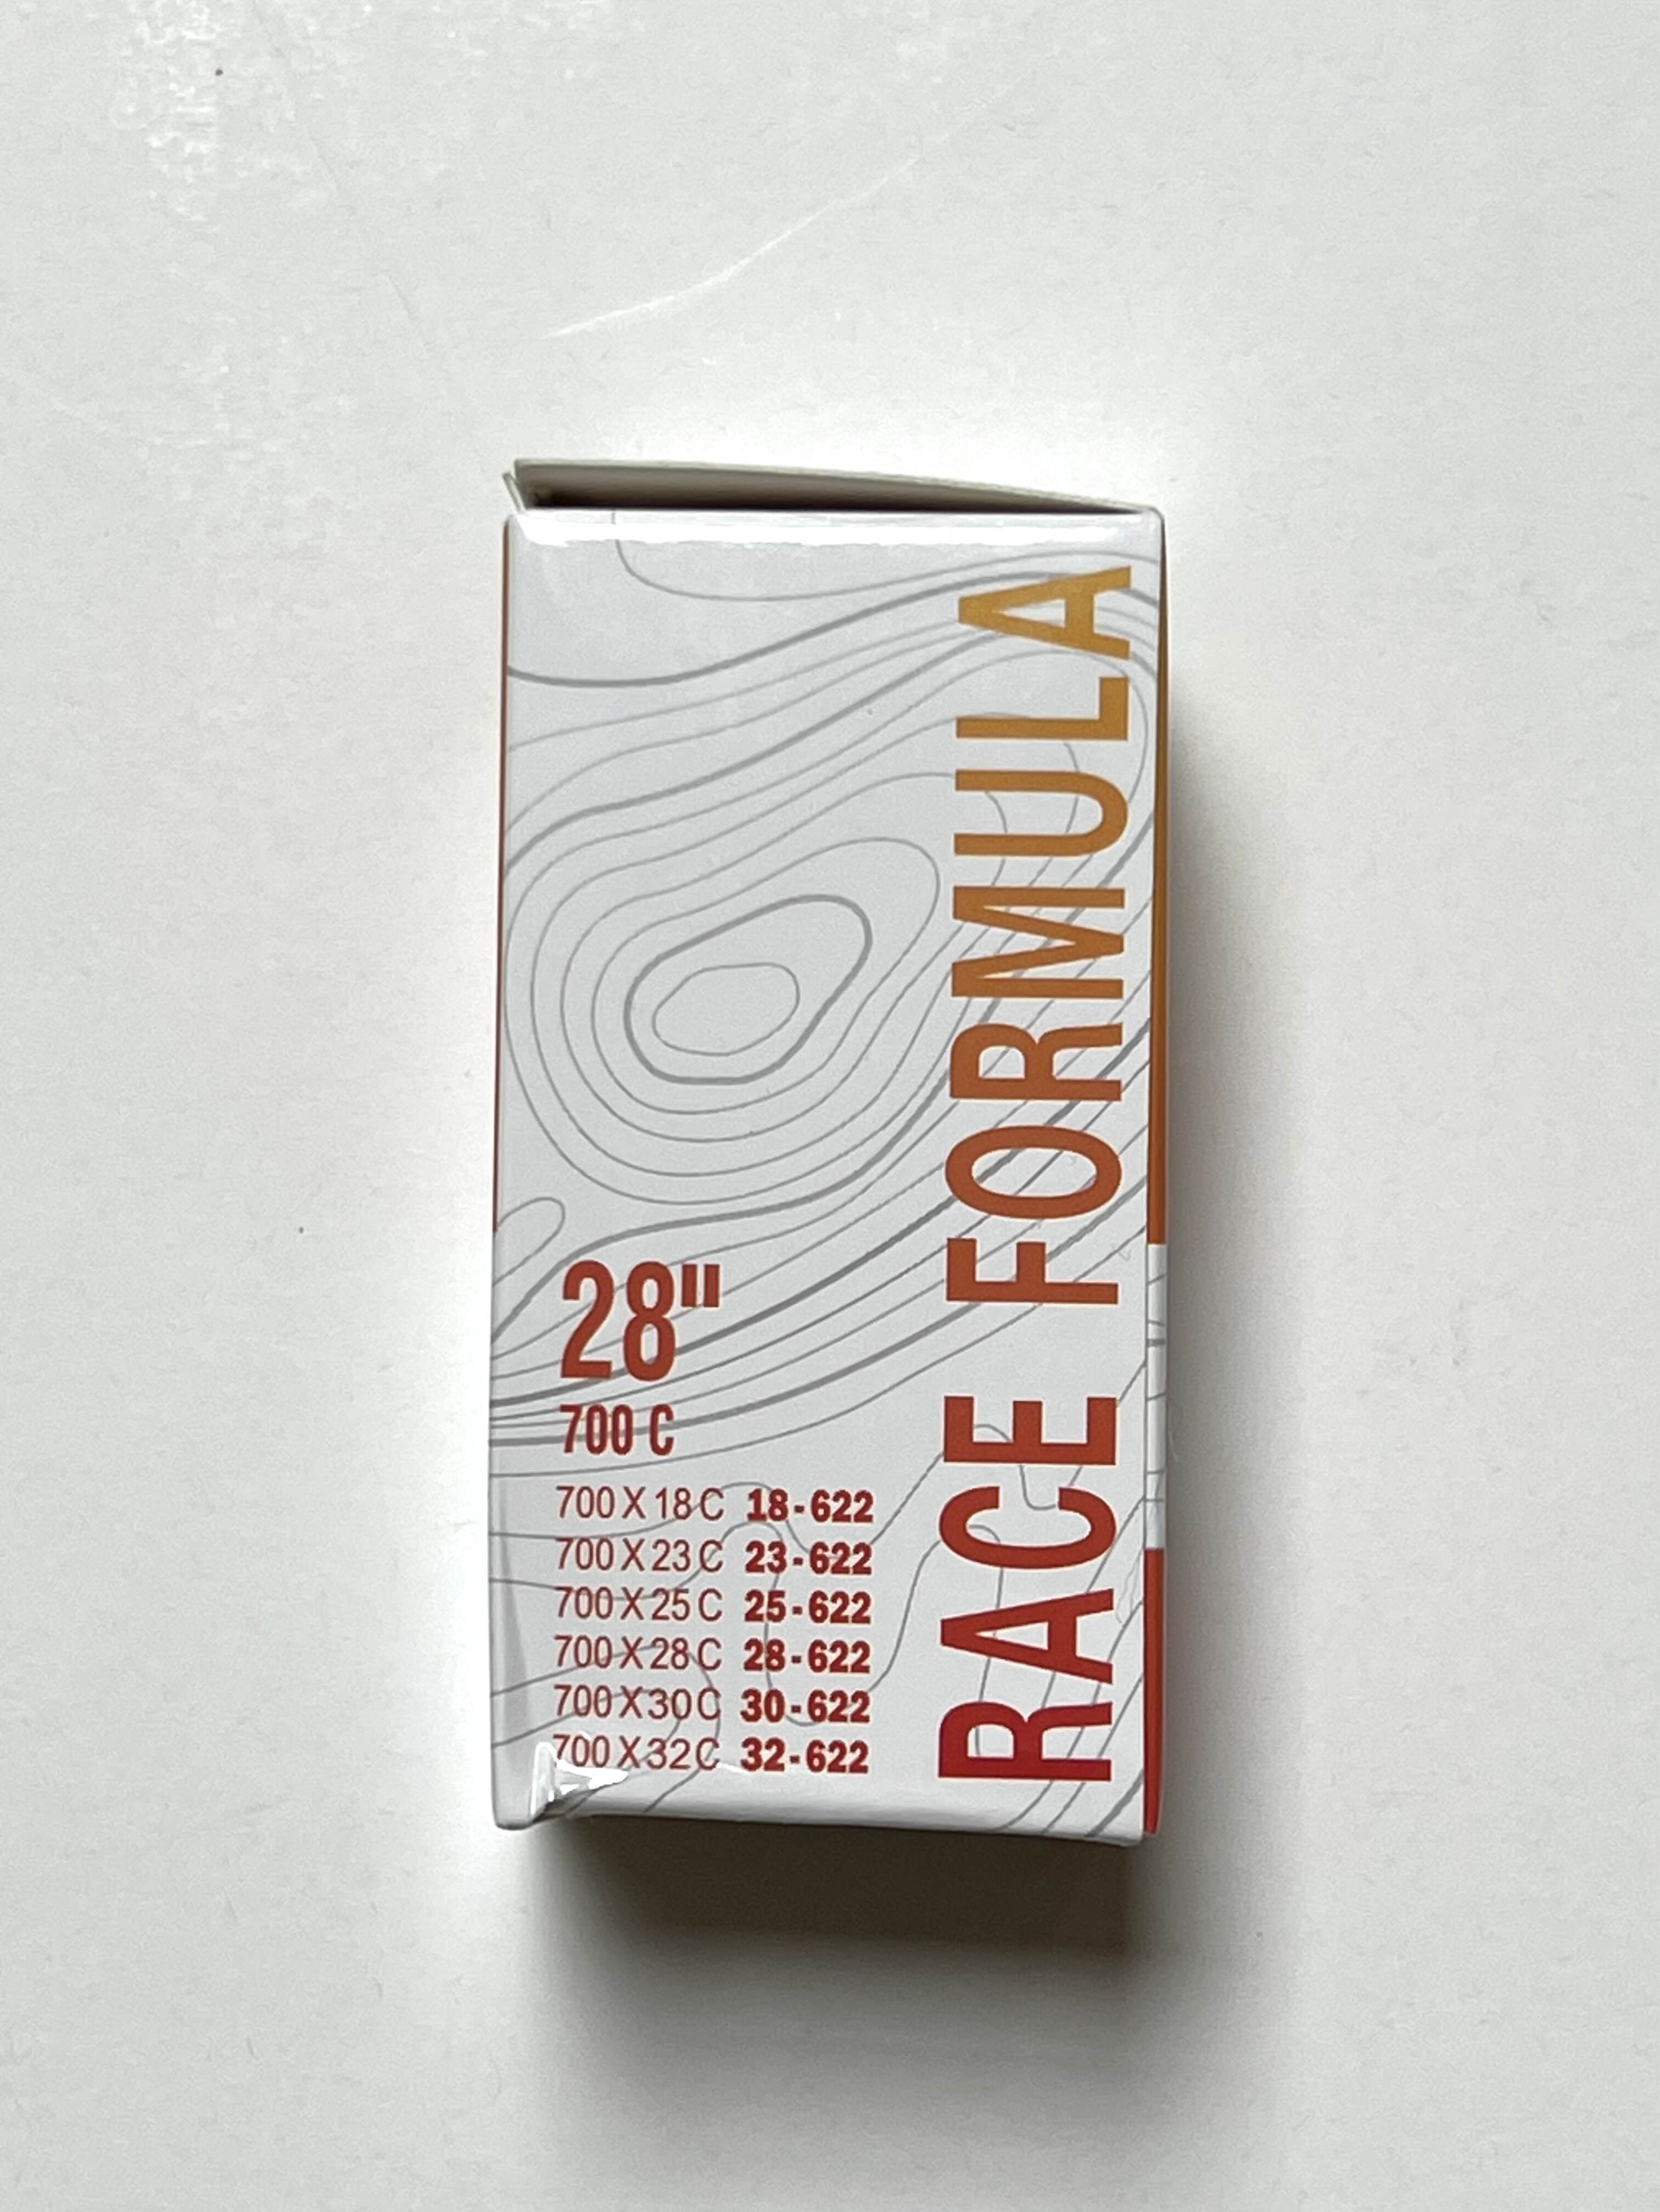 28"
700 C
700 X 18 C 18-622
700 X 23 C 23-622
700 X 25 C 25-622
700 X 28 C 28-622
700 X 30 C 30-622
700 X 32 C 32-622
RACE FORMULA